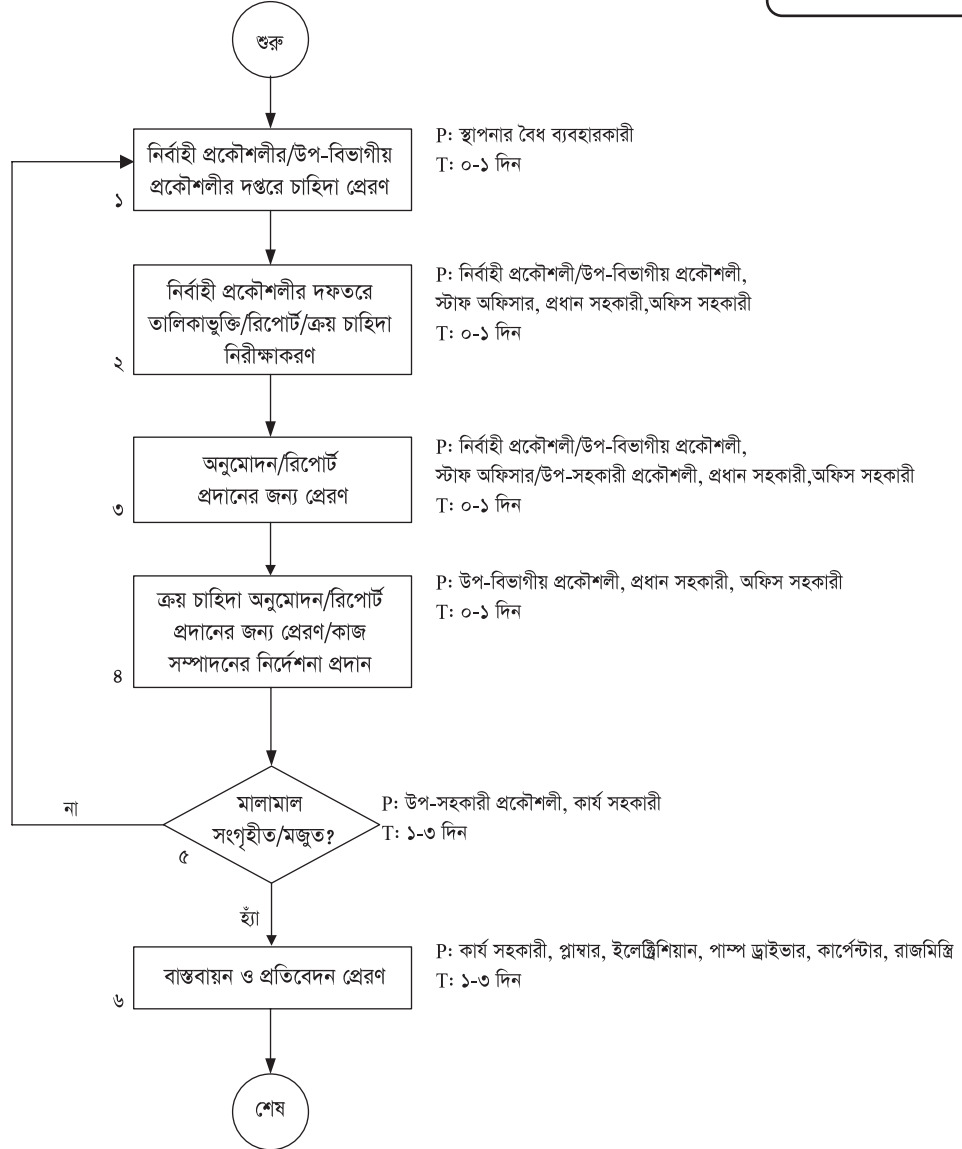 শুরু
নির্বাহী প্রকৌশলীর/উপ-বিভাগীয়
প্রকৌশলীর দপ্তরে চাহিদা প্রেরণ
১
P: স্থাপনার বৈধ ব্যবহারকারী
T: ০-১ দিন
নির্বাহী প্রকৌশলীর দফতরে
তালিকাভুক্তি/রিপোর্ট/ক্রয় চাহিদা
নিরীক্ষাকরণ
২
P: নির্বাহী প্রকৌশলী/উপ-বিভাগীয় প্রকৌশলী,
স্টাফ অফিসার, প্রধান সহকারী,অফিস সহকারী
T: ০-১ দিন
অনুমোদন/রিপোর্ট
প্রদানের জন্য প্রেরণ
৩
P: নির্বাহী প্রকৌশলী/উপ-বিভাগীয় প্রকৌশলী,
স্টাফ অফিসার/উপ-সহকারী প্রকৌশলী, প্রধান সহকারী,অফিস সহকারী
T: ০-১ দিন
ক্রয় চাহিদা অনুমোদন/রিপোর্ট
প্রদানের জন্য প্রেরণ/কাজ
সম্পাদনের নির্দেশনা প্রদান
৪
P: উপ-বিভাগীয় প্রকৌশলী, প্রধান সহকারী, অফিস সহকারী
T: ০-১ দিন
মালামাল
সংগৃহীত/মজুত?
৫
না
P: উপ-সহকারী প্রকৌশলী, কার্য সহকারী
T: ১-৩ দিন
হ্যাঁ
বাস্তবায়ন ও প্রতিবেদন প্রেরণ
৬
P: কার্য সহকারী, প্লাম্বার, ইলেক্ট্রিশিয়ান, পাম্প ড্রাইভার, কার্পেন্টার, রাজমিস্ত্রি
T: ১-৩ দিন
শেষ